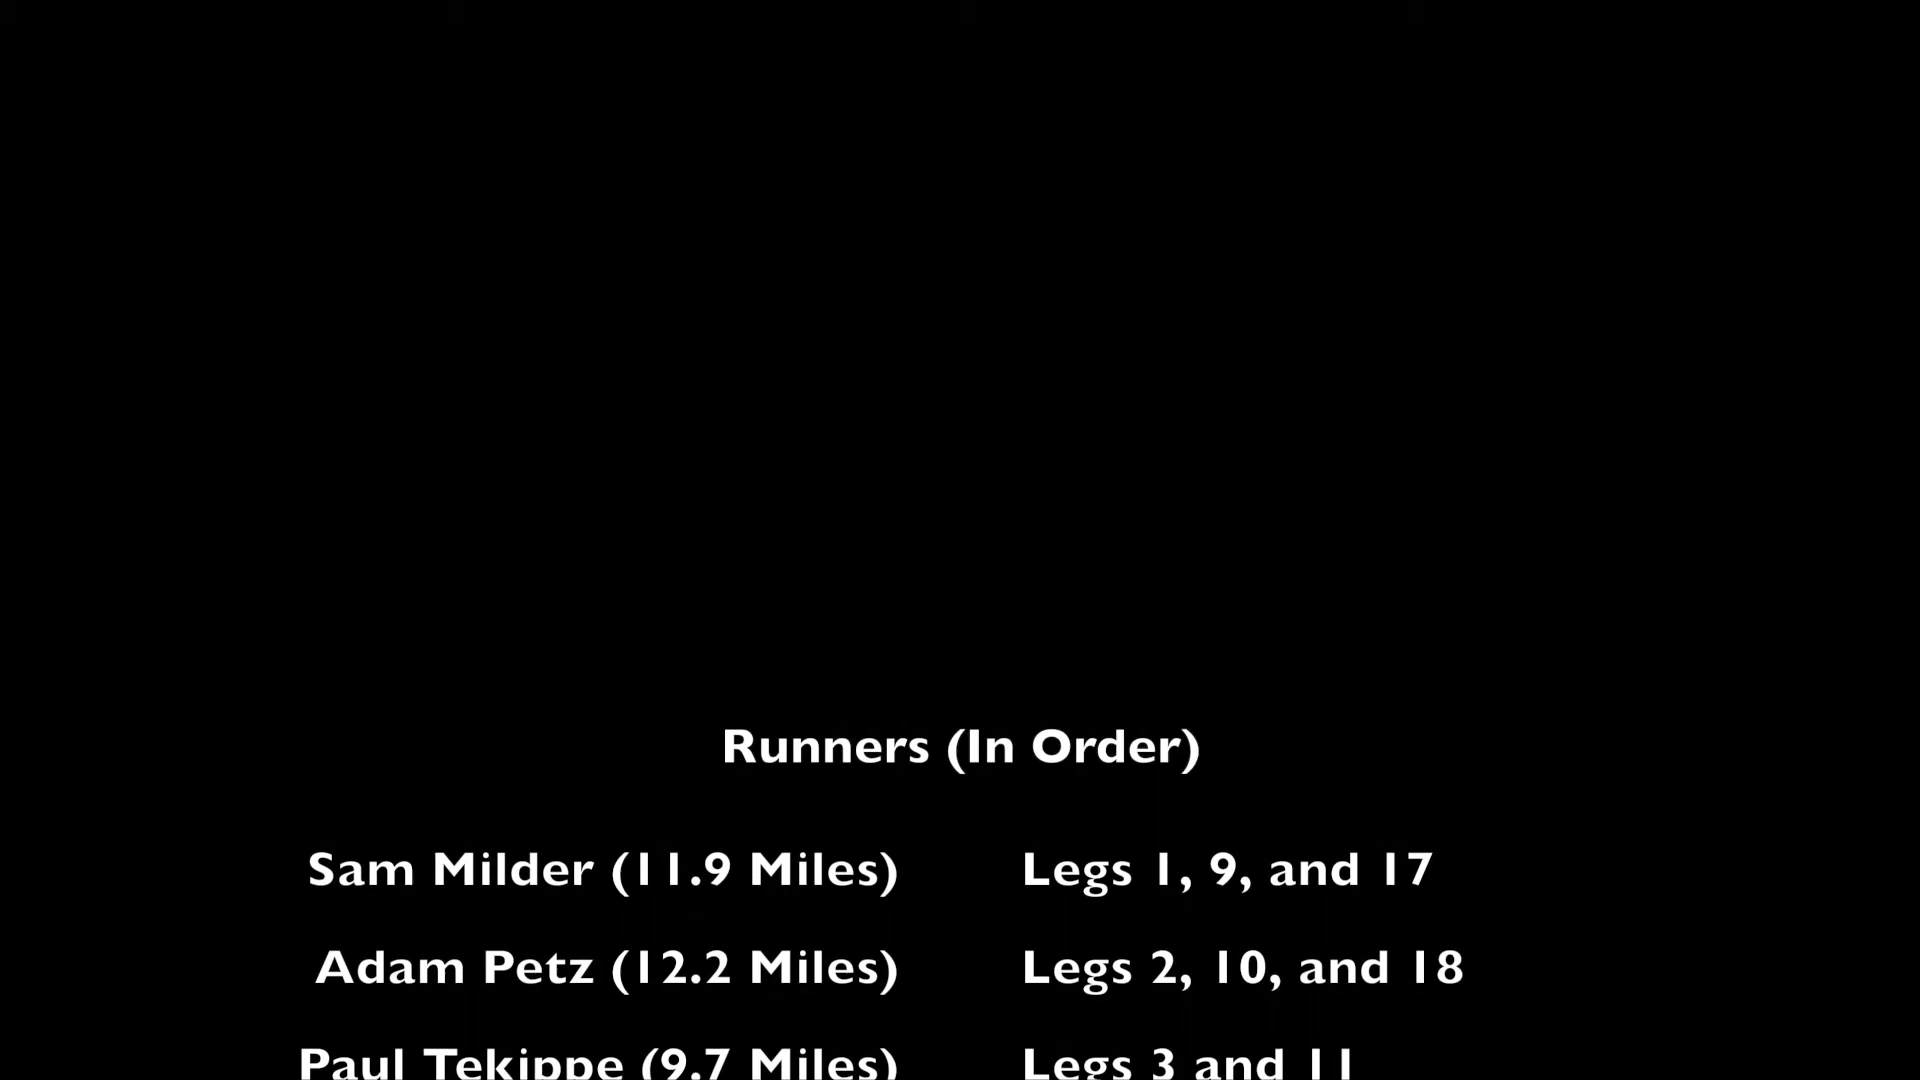 Runners (In Order)
Sam Milder (11.9 Miles) Legs 1, 9, and 17
Adam Petz (12.2 Miles) Legs 2, 10, and 18
Paul Tekippe (9.7 Miles) Legs 3 and 11